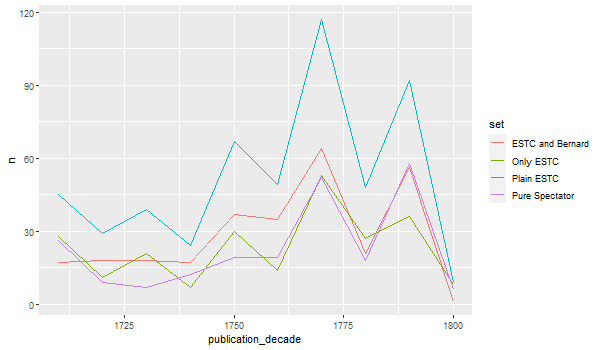 120
90
60
30
0
n
1725
1750
1775
1800
publication_decade
set
ESTC and Bernard
Only ESTC
Plain ESTC
Pure Spectator